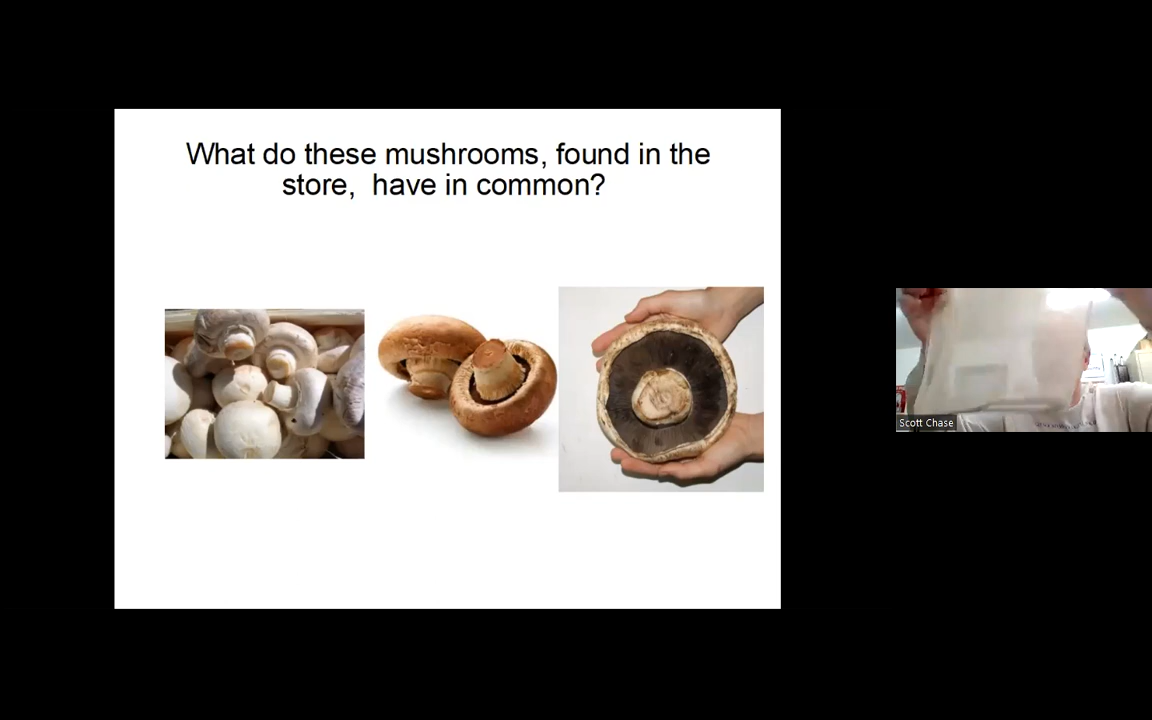 What do these mushrooms, found in the
store,  have in common?
Scott Chase